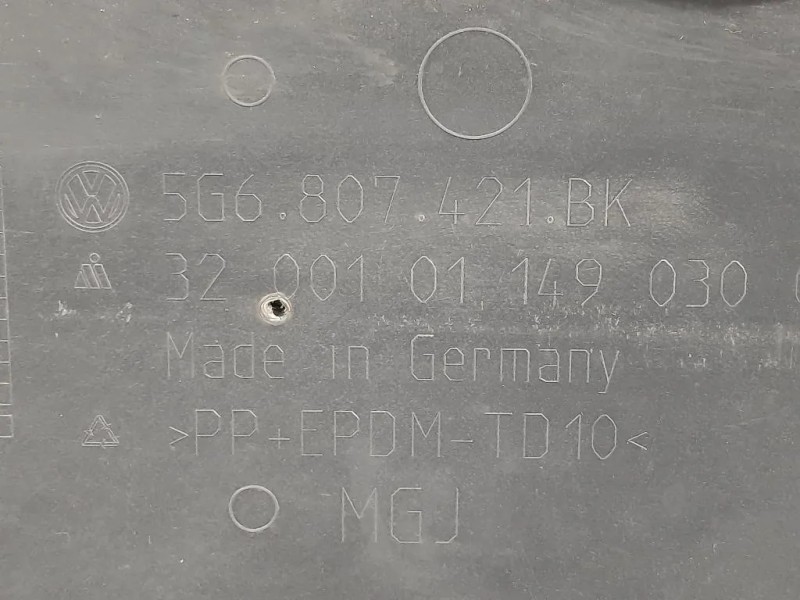 5G6.807.421.BK
32 001 01 149 030
Made in Germany
>PP+EPDM-TD10<
MGJ